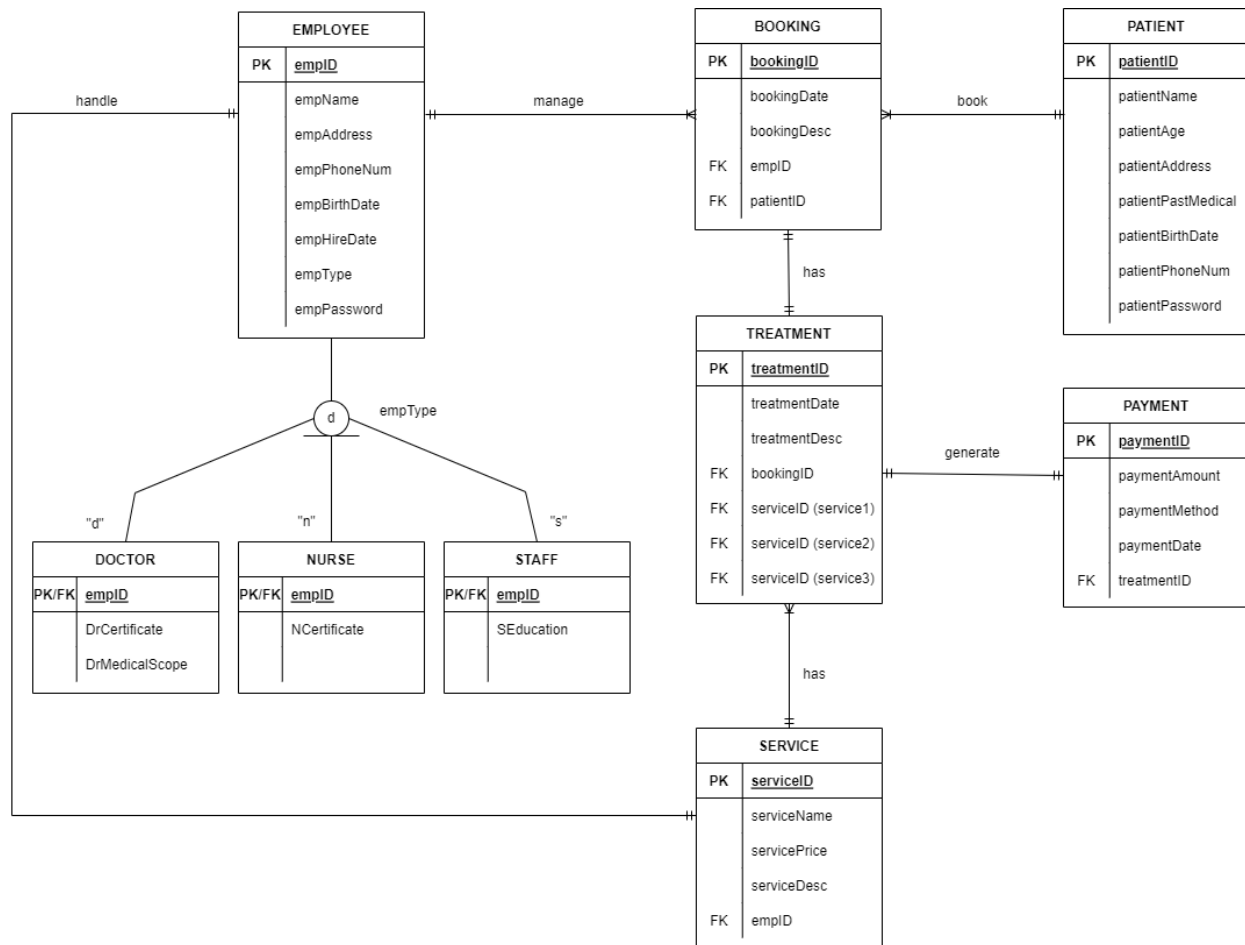 EMPLOYEE
PK empID
empName
empAddress
empPhoneNum
empBirthDate
empHireDate
empType
empPassword
handle
manage
BOOKING
PK bookingID
bookingDate
bookingDesc
FK empID
FK patientID
book
PATIENT
PK patientID
patientName
patientAge
patientAddress
patientPastMedical
patientBirthDate
patientPhoneNum
patientPassword
has
TREATMENT
PK treatmentID
treatmentDate
treatmentDesc
FK bookingID
FK serviceID (service1)
FK serviceID (service2)
FK serviceID (service3)
generate
PAYMENT
PK paymentID
paymentAmount
paymentMethod
paymentDate
FK treatmentID
d
empType
"d"
"n"
"s"
DOCTOR
PK/FK empID
DrCertificate
DrMedicalScope
NURSE
PK/FK empID
NCertificate
STAFF
PK/FK empID
SEducation
has
SERVICE
PK serviceID
serviceName
servicePrice
serviceDesc
FK empID